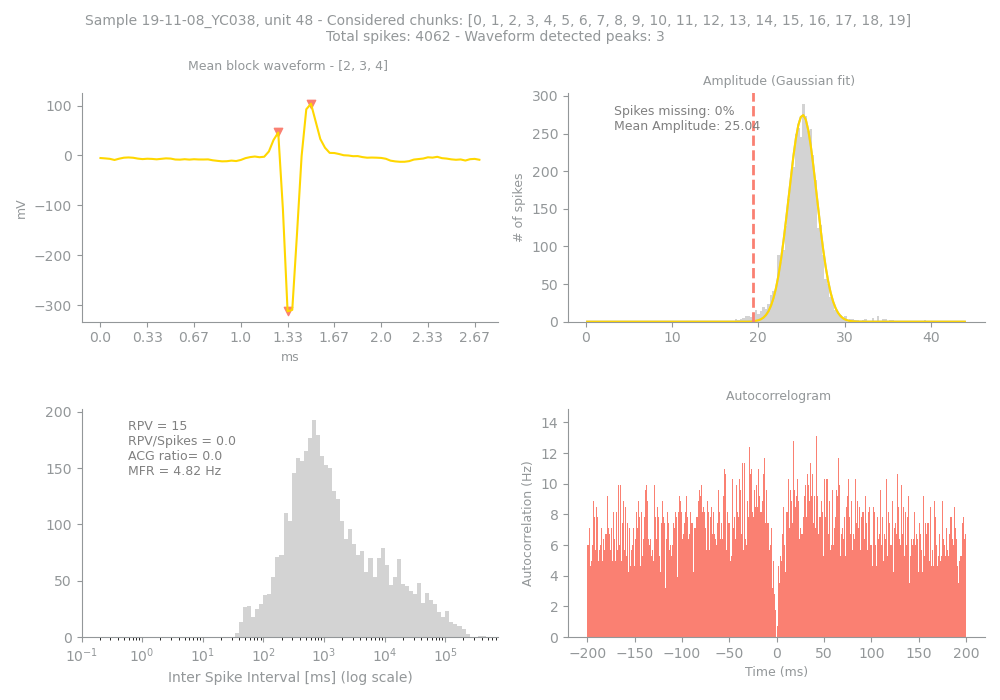 Sample 19-11-08_YC038, unit 48 - Considered chunks: [0, 1, 2, 3, 4, 5, 6, 7, 8, 9, 10, 11, 12, 13, 14, 15, 16, 17, 18, 19]
Total spikes: 4062 - Waveform detected peaks: 3
Mean block waveform - [2, 3, 4]
100
0
−100
−200
−300
mV
0.0 0.33 0.67 1.0 1.33 1.67 2.0 2.33 2.67
ms
Amplitude (Gaussian fit)
Spikes missing: 0%
Mean Amplitude: 25.04
300
250
200
150
100
50
0
# of spikes
0 10 20 30 40
RPV = 15
RPV/Spikes = 0.0
ACG ratio= 0.0
MFR = 4.82 Hz
200
150
100
50
0
10⁻¹ 10⁰ 10¹ 10² 10³ 10⁴ 10⁵
Inter Spike Interval [ms] (log scale)
Autocorrelogram
14
12
10
8
6
4
2
0
Autocorrelation (Hz)
−200 −150 −100 −50 0 50 100 150 200
Time (ms)